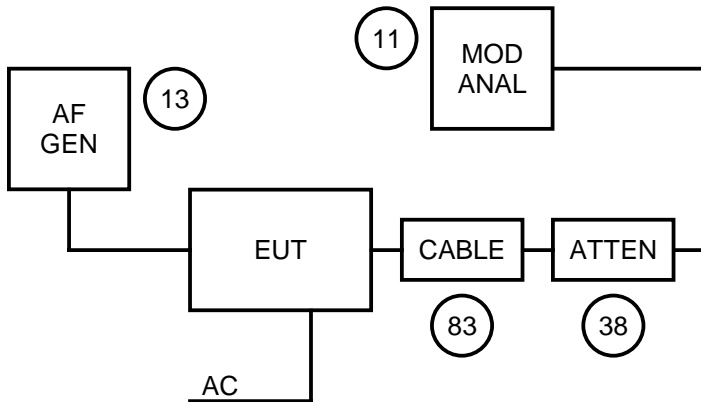 11
MOD
ANAL
13
AF
GEN
EUT
CABLE
ATTEN
83
38
AC